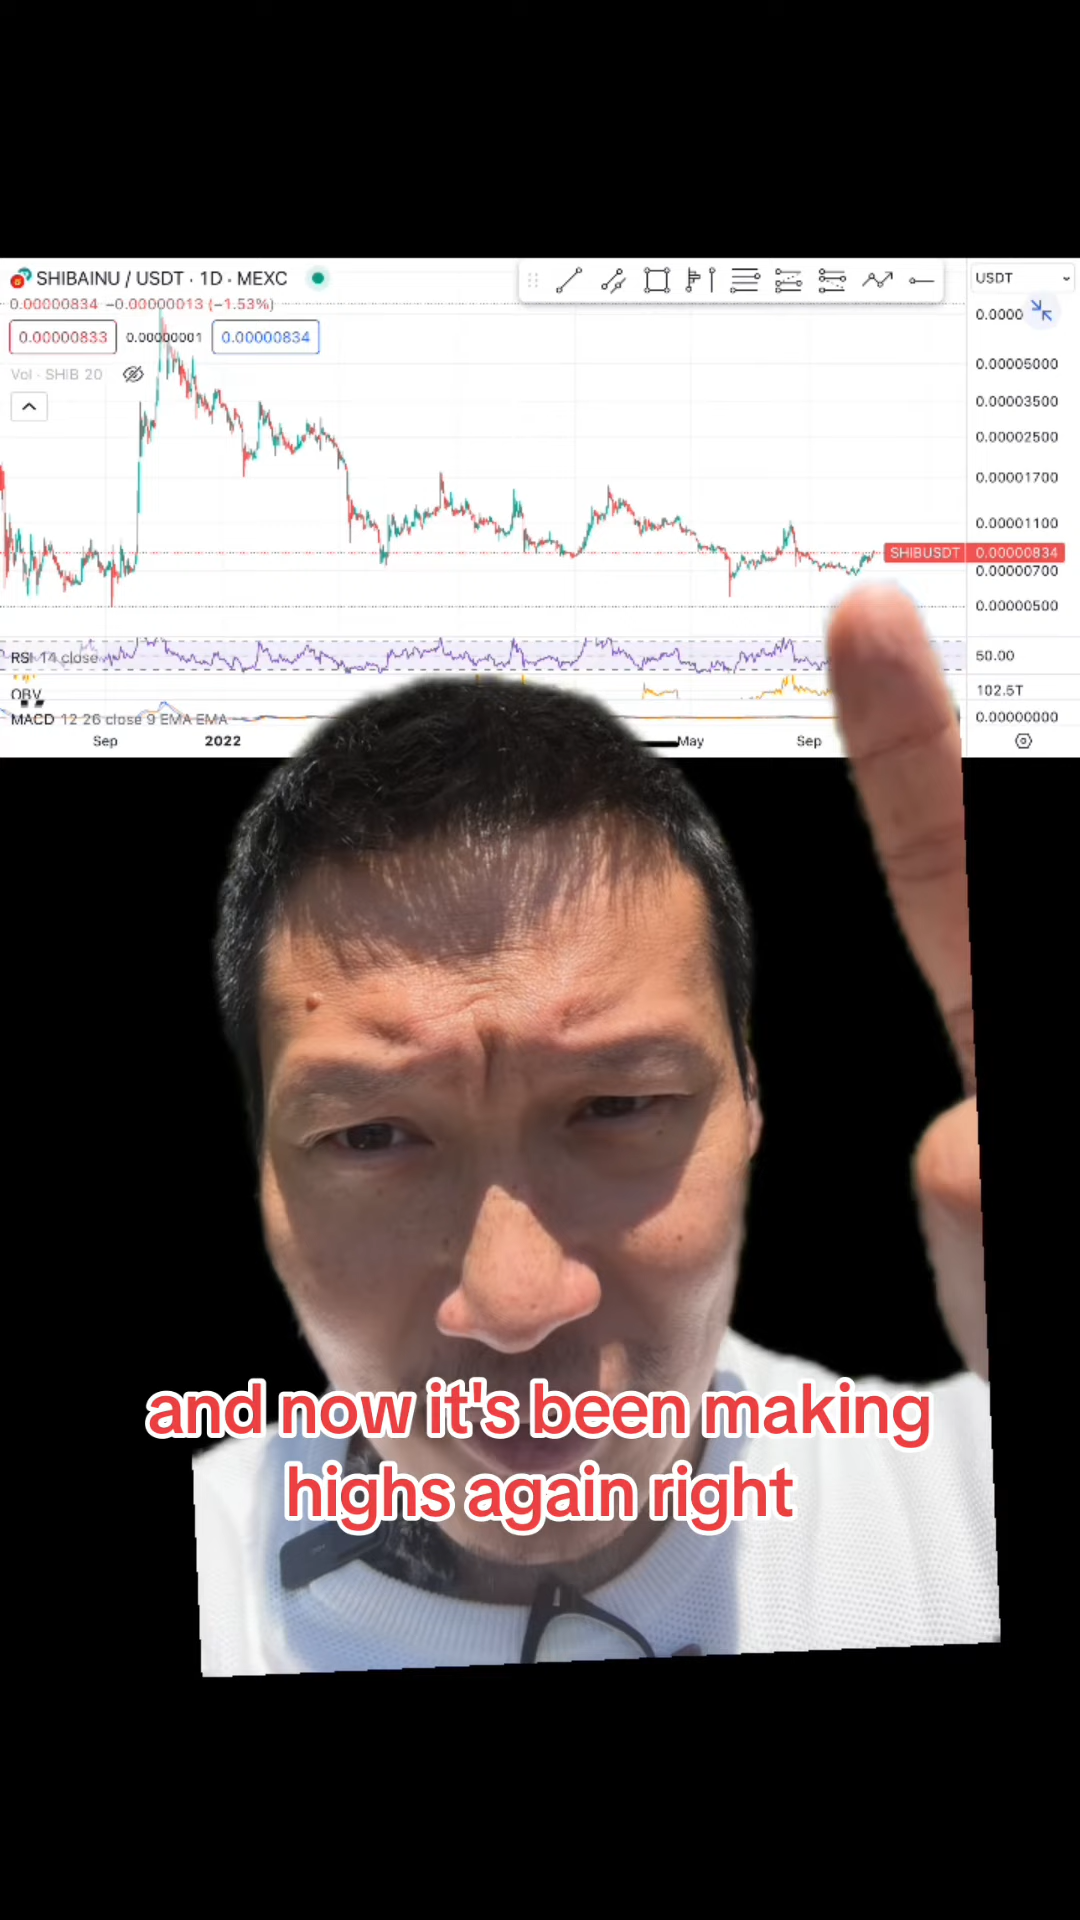 SHIBAINU / USDT · 1D · MEXC
USDT
0.00000834 −0.00000013 (−1.53%)
0.0000
0.00000833 0.00000001 0.00000834
Vol · SHIB 20
0.00005000
0.00003500
0.00002500
0.00001700
0.00001100
SHIBUSDT 0.00000834
0.00000700
0.00000500
RSI 14 close
50.00
OBV
102.5T
MACD 12 26 close 9 EMA EMA
0.00000000
Sep 2022 May Sep
and now it's been making
highs again right